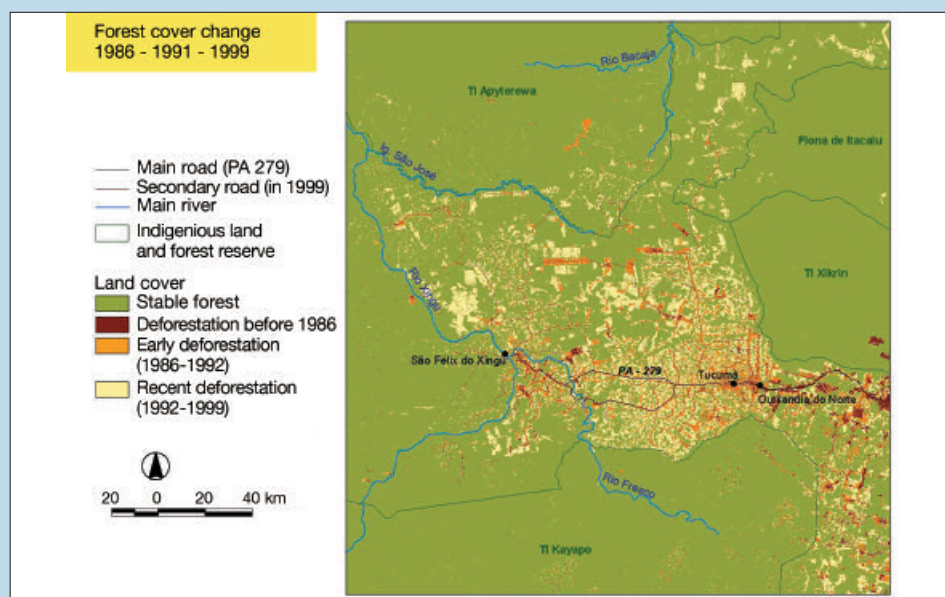 Forest cover change
1986 - 1991 - 1999
Main road (PA 279)
Secondary road (in 1999)
Main river
Indigenious land
and forest reserve
Land cover
Stable forest
Deforestation before 1986
Early deforestation
(1986-1992)
Recent deforestation
(1992-1999)
20 0 20 40 km
Rio Bacaja
TI Apyterewa
Flona de Itacaiu
Ig. São José
TI Xikrin
Rio Xingu
São Félix do Xingu
PA - 279
Tucumã
Ourilandia do Norte
Rio Fresco
TI Kayapo